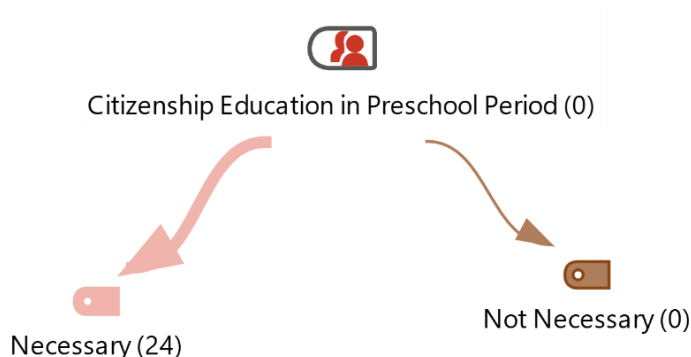 Citizenship Education in Preschool Period (0)
Not Necessary (0)
Necessary (24)